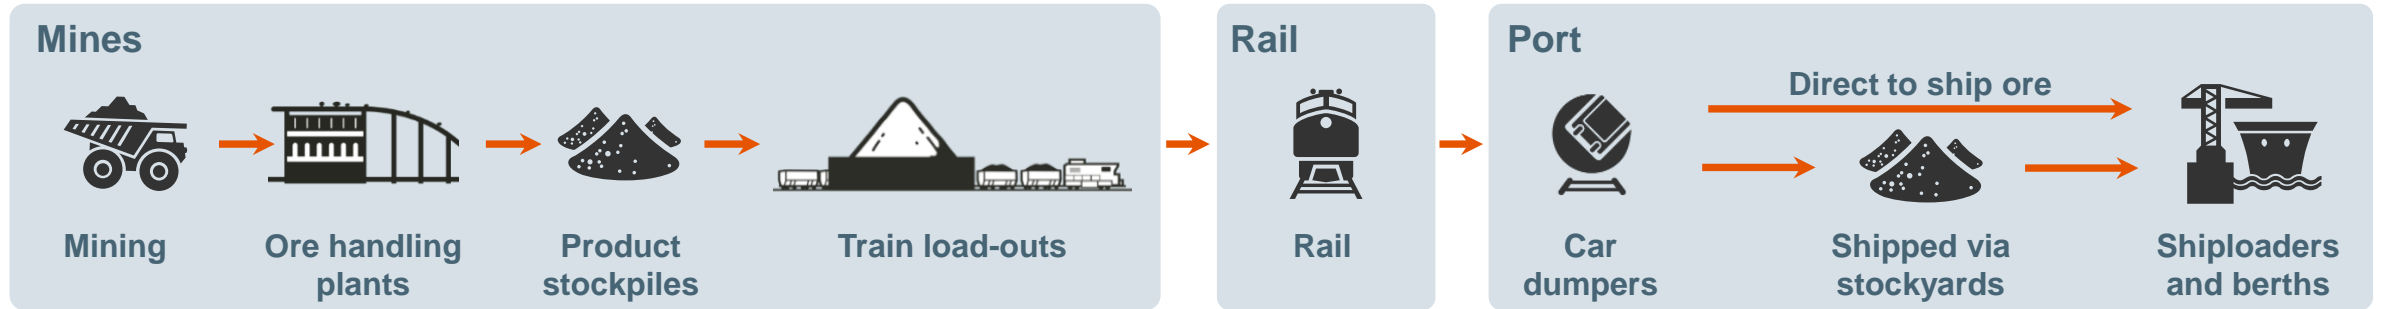 Mines
Mining
Ore handling
plants
Product
stockpiles
Train load-outs
Rail
Rail
Port
Direct to ship ore
Car
dumpers
Shipped via
stockyards
Shiploaders
and berths